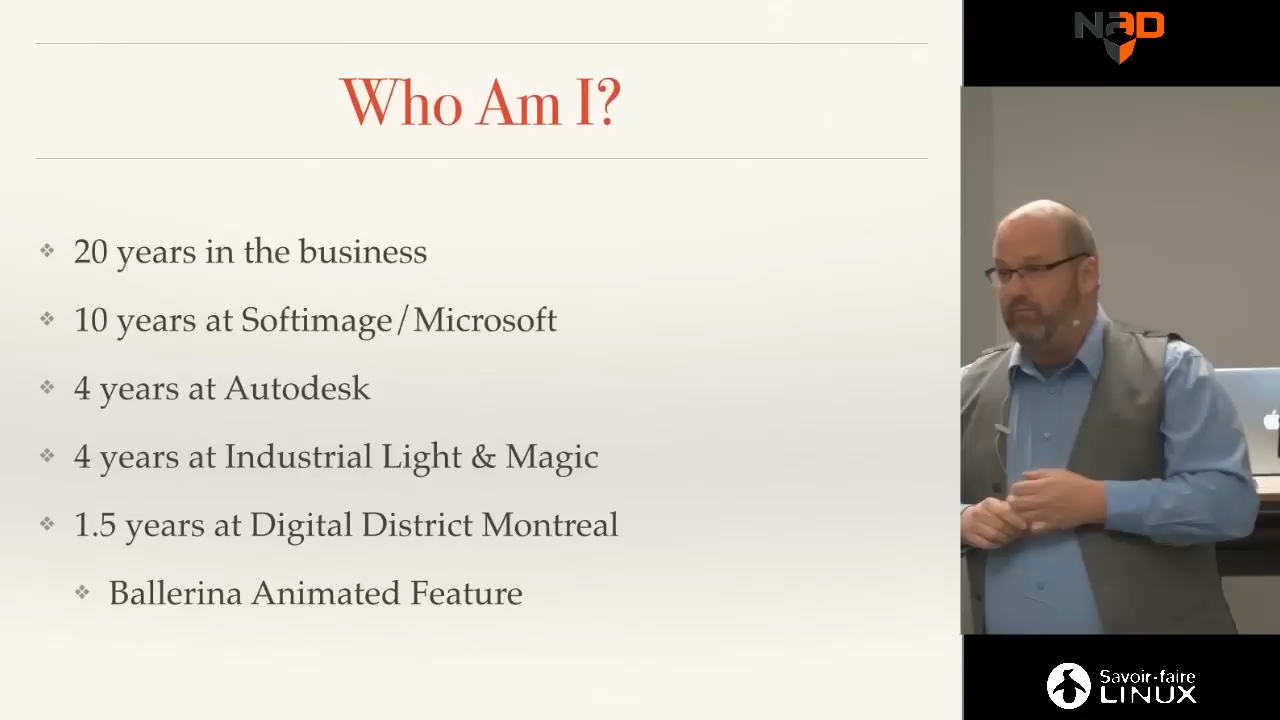 Who Am I?
20 years in the business
10 years at Softimage/Microsoft
4 years at Autodesk
4 years at Industrial Light & Magic
1.5 years at Digital District Montreal
Ballerina Animated Feature
NAD
Savoir-faire
LINUX